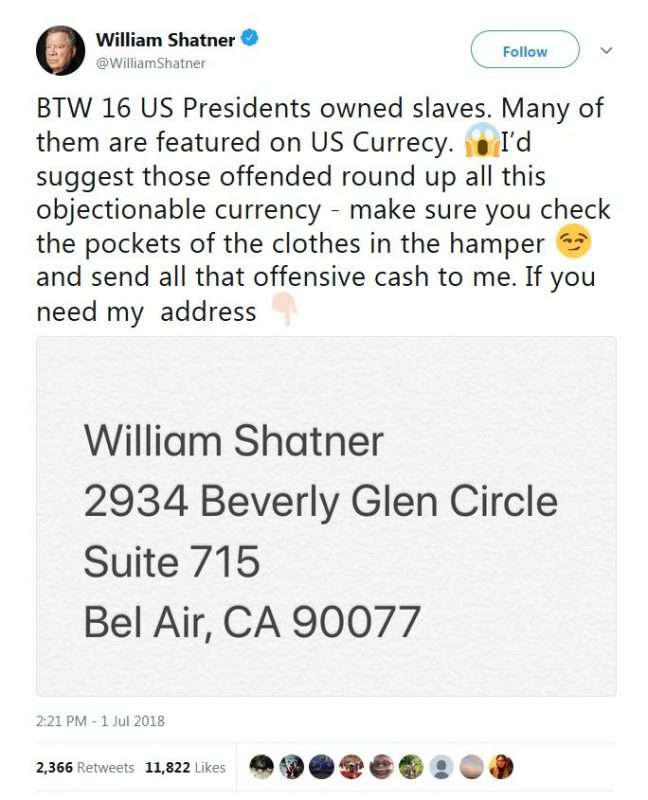 William Shatner
@WilliamShatner
Follow
BTW 16 US Presidents owned slaves. Many of
them are featured on US Currecy. 😱I'd
suggest those offended round up all this
objectionable currency - make sure you check
the pockets of the clothes in the hamper 😏
and send all that offensive cash to me. If you
need my address 👇🏻
William Shatner
2934 Beverly Glen Circle
Suite 715
Bel Air, CA 90077
2:21 PM - 1 Jul 2018
2,366 Retweets 11,822 Likes